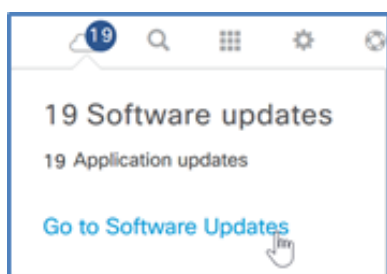 19
19 Software updates
19 Application updates
Go to Software Updates